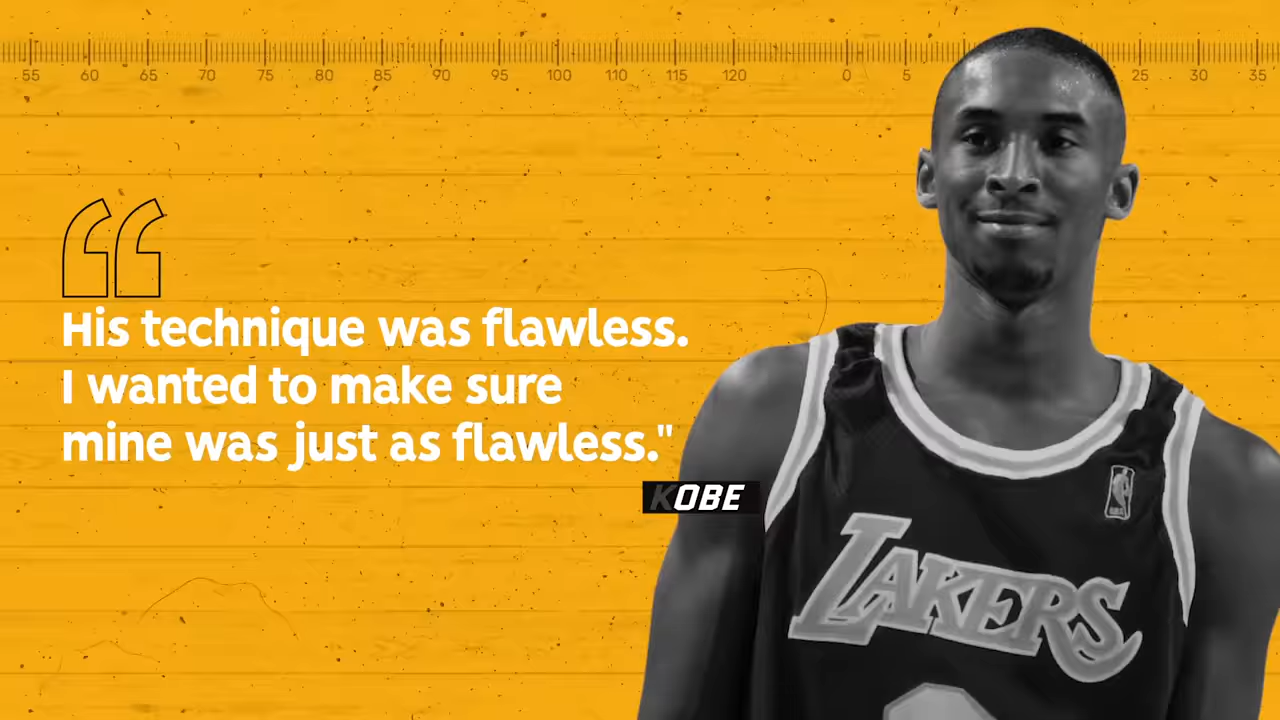 55 60 65 70 75 80 85 90 95 100 110 115 120 0 5 25 30 35
“
His technique was flawless.
I wanted to make sure
mine was just as flawless."
KOBE
NBA
LAKERS